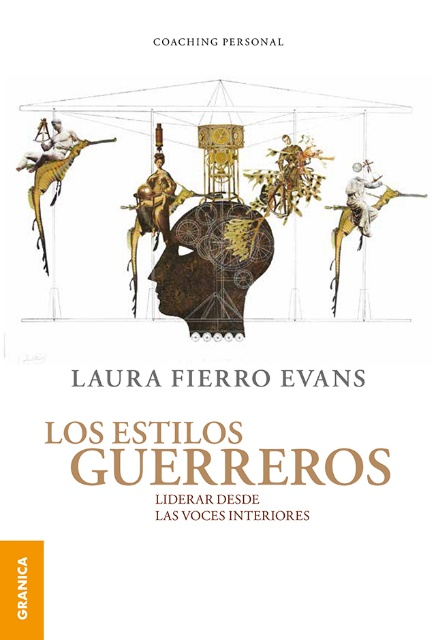 COACHING PERSONAL
LAURA FIERRO EVANS
LOS ESTILOS
GUERREROS
LIDERAR DESDE
LAS VOCES INTERIORES
GRANICA